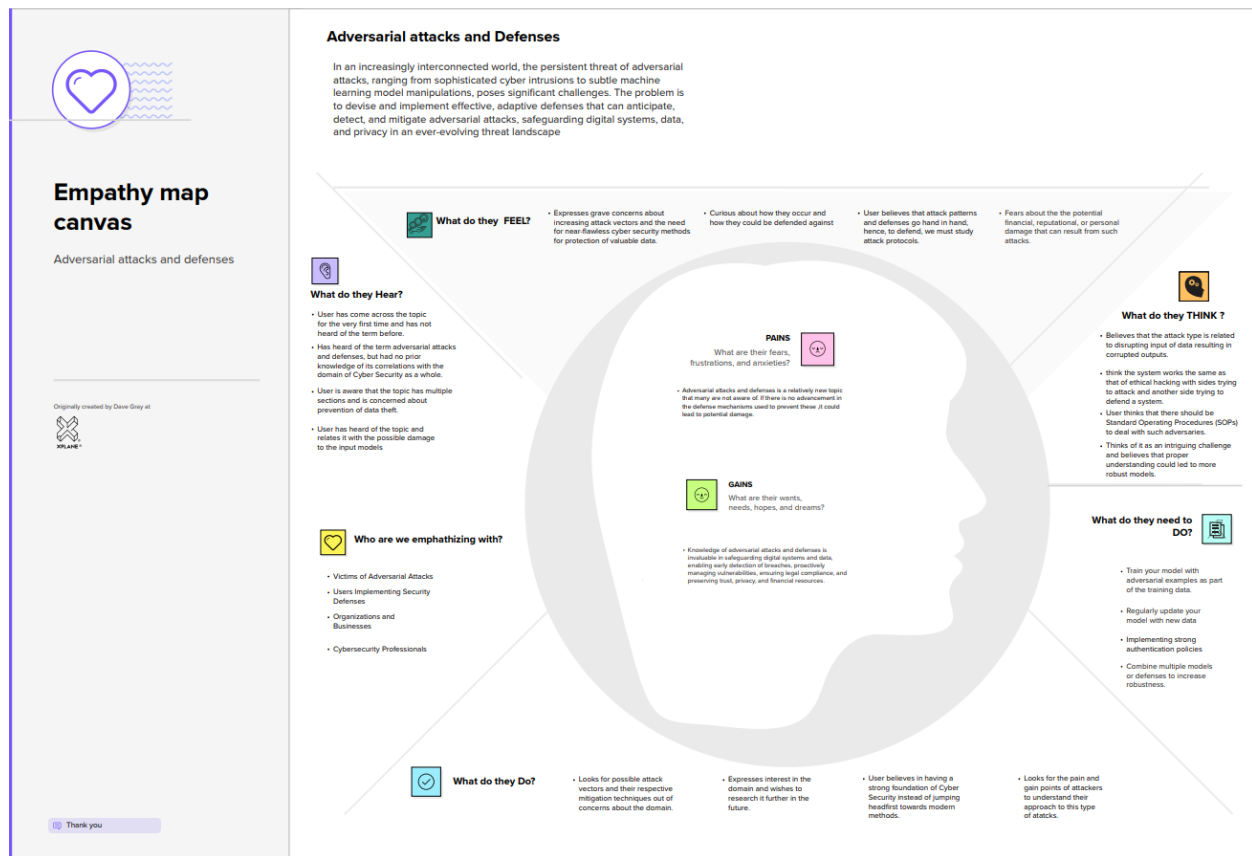 Empathy map
canvas
Adversarial attacks and defenses
Originally created by Dave Gray at
XPLANE
Thank you
Adversarial attacks and Defenses
In an increasingly interconnected world, the persistent threat of adversarial
attacks, ranging from sophisticated cyber intrusions to subtle machine
learning model manipulations, poses significant challenges. The problem is
to devise and implement effective, adaptive defenses that can anticipate,
detect, and mitigate adversarial attacks, safeguarding digital systems, data,
and privacy in an ever-evolving threat landscape
What do they FEEL?
• Expresses grave concerns about
increasing attack vectors and the need
for near-flawless cyber security methods
for protection of valuable data.
• Curious about how they occur and
how they could be defended against
• User believes that attack patterns
and defenses go hand in hand,
hence, to defend, we must study
attack protocols.
• Fears about the the potential
financial, reputational, or personal
damage that can result from such
attacks.
What do they Hear?
• User has come across the topic
for the very first time and has not
heard of the term before.
• Has heard of the term adversarial attacks
and defenses, but had no prior
knowledge of its correlations with the
domain of Cyber Security as a whole.
• User is aware that the topic has multiple
sections and is concerned about
prevention of data theft.
• User has heard of the topic and
relates it with the possible damage
to the input models
PAINS
What are their fears,
frustrations, and anxieties?
• Adversarial attacks and defenses is a relatively new topic
that many are not aware of. If there is no advancement in
the defense mechanisms used to prevent these ,it could
lead to potential damage.
GAINS
What are their wants,
needs, hopes, and dreams?
• Knowledge of adversarial attacks and defenses is
invaluable in safeguarding digital systems and data,
enabling early detection of breaches, proactively
managing vulnerabilities, ensuring legal compliance, and
preserving trust, privacy, and financial resources.
What do they THINK ?
• Believes that the attack type is related
to disrupting input of data resulting in
corrupted outputs.
• think the system works the same as
that of ethical hacking with sides trying
to attack and another side trying to
defend a system.
• User thinks that there should be
Standard Operating Procedures (SOPs)
to deal with such adversaries.
• Thinks of it as an intriguing challenge
and believes that proper
understanding could led to more
robust models.
Who are we emphathizing with?
• Victims of Adversarial Attacks
• Users Implementing Security
Defenses
• Organizations and
Businesses
• Cybersecurity Professionals
What do they need to
DO?
• Train your model with
adversarial examples as part
of the training data.
• Regularly update your
model with new data
• Implementing strong
authentication policies
• Combine multiple models
or defenses to increase
robustness.
What do they Do?
• Looks for possible attack
vectors and their respective
mitigation techniques out of
concerns about the domain.
• Expresses interest in the
domain and wishes to
research it further in the
future.
• User believes in having a
strong foundation of Cyber
Security instead of jumping
headfirst towards modern
methods.
• Looks for the pain and
gain points of attackers
to understand their
approach to this type
of atatcks.